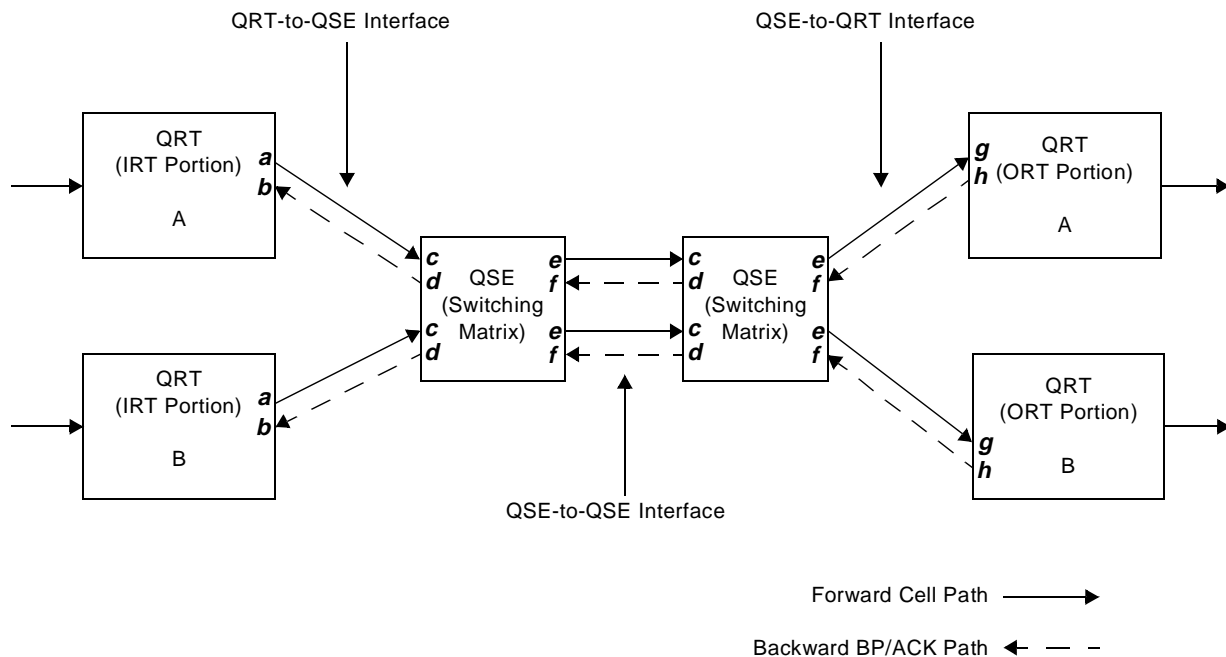 QRT-to-QSE Interface
QSE-to-QRT Interface
QRT
(IRT Portion)
A
a
b
QRT
(ORT Portion)
A
g
h
QSE
(Switching
Matrix)
c
d
c
d
e
f
e
f
QSE
(Switching
Matrix)
c
d
c
d
e
f
e
f
QRT
(IRT Portion)
B
a
b
QRT
(ORT Portion)
B
g
h
QSE-to-QSE Interface
Forward Cell Path
Backward BP/ACK Path